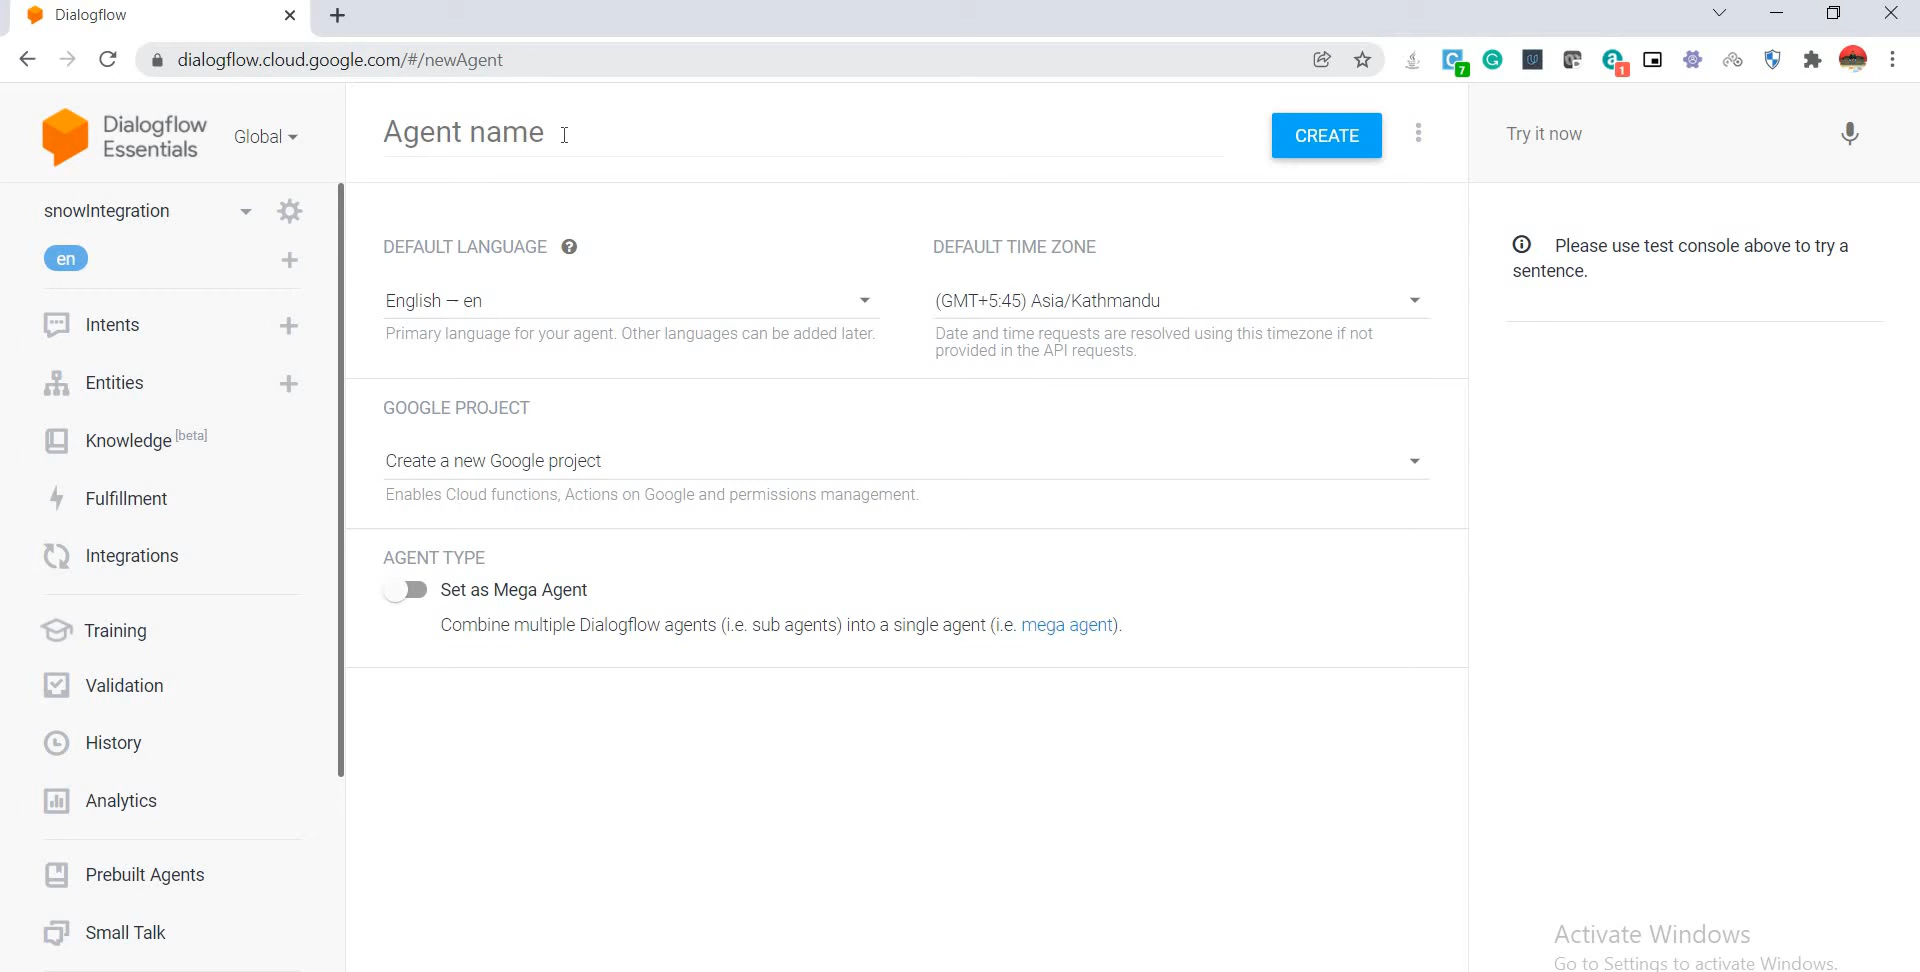 Dialogflow
dialogflow.cloud.google.com/#/newAgent
7
1
Dialogflow
Essentials
Global
Agent name
CREATE
Try it now
snowIntegration
en
Intents
Entities
Knowledge [beta]
Fulfillment
Integrations
Training
Validation
History
Analytics
Prebuilt Agents
Small Talk
DEFAULT LANGUAGE ?
English — en
Primary language for your agent. Other languages can be added later.
DEFAULT TIME ZONE
(GMT+5:45) Asia/Kathmandu
Date and time requests are resolved using this timezone if not
provided in the API requests.
GOOGLE PROJECT
Create a new Google project
Enables Cloud functions, Actions on Google and permissions management.
AGENT TYPE
Set as Mega Agent
Combine multiple Dialogflow agents (i.e. sub agents) into a single agent (i.e. mega agent).
Please use test console above to try a
sentence.
Activate Windows
Go to Settings to activate Windows.